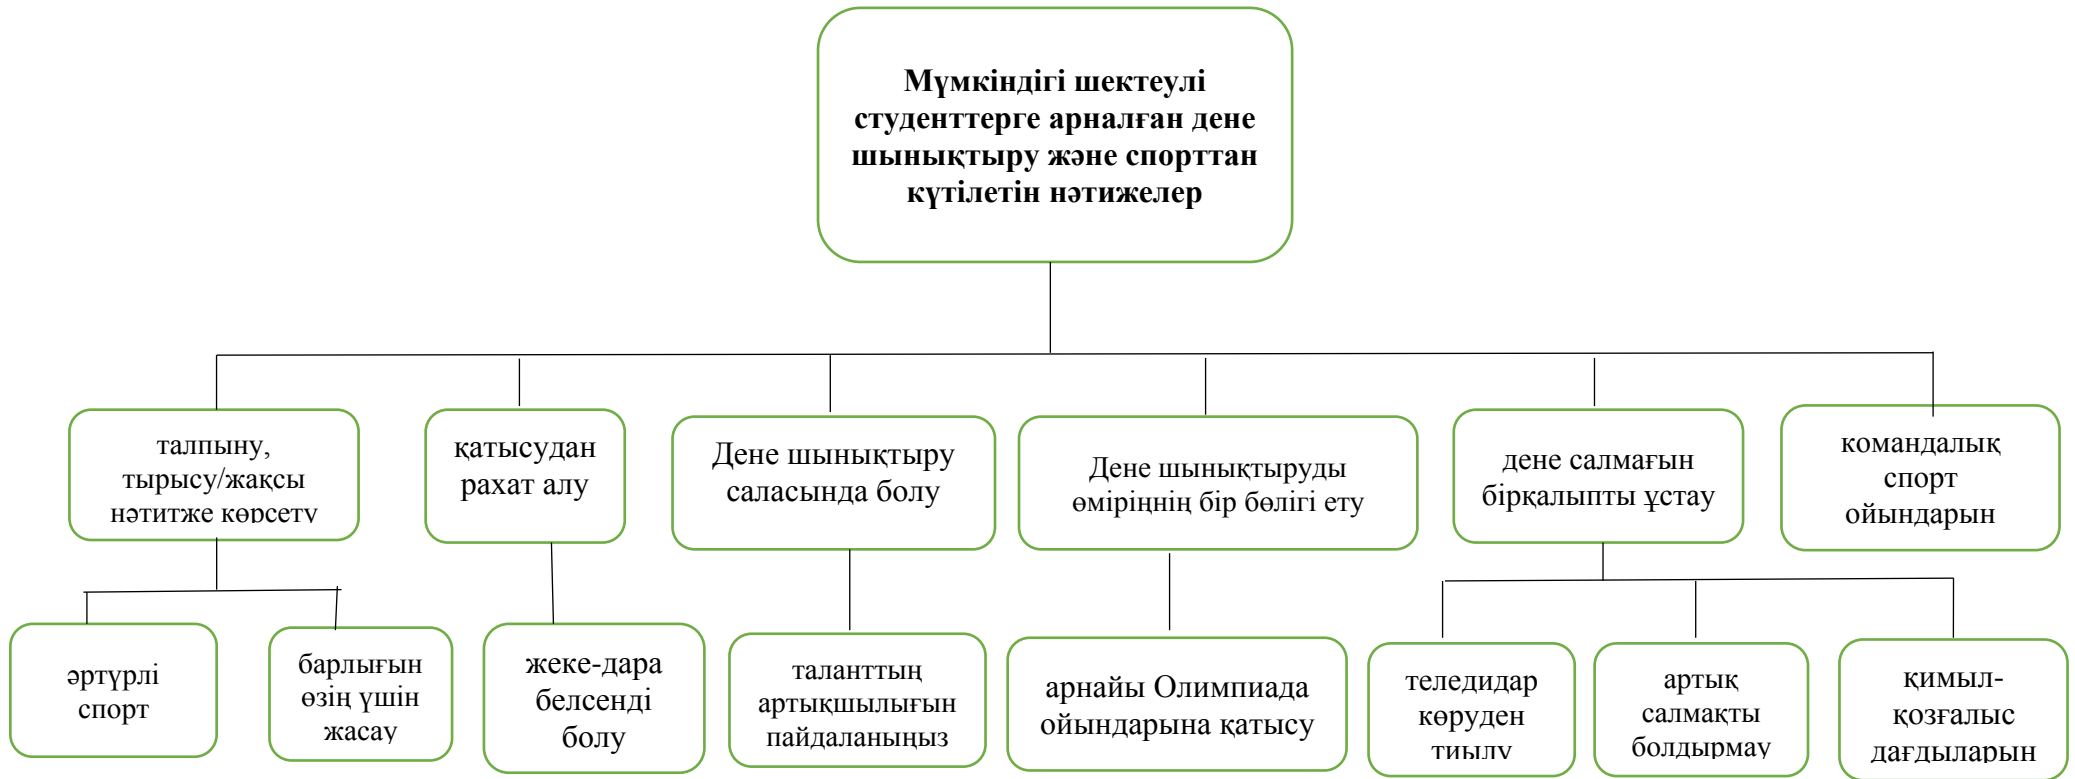 Мүмкіндігі шектеулі
студенттерге арналған дене
шынықтыру және спорттан
күтілетін нәтижелер
талпыну,
тырысу/жақсы
нәтитже көрсету
қатысудан
рахат алу
Дене шынықтыру
саласында болу
Дене шынықтыруды
өміріңнің бір бөлігі ету
дене салмағын
бірқалыпты ұстау
командалық
спорт
ойындарын
әртүрлі
спорт
барлығын
өзің үшін
жасау
жеке-дара
белсенді
болу
таланттың
артықшылығын
пайдаланыңыз
арнайы Олимпиада
ойындарына қатысу
теледидар
көруден
тиылу
артық
салмақты
болдырмау
қимыл-
қозғалыс
дағдыларын